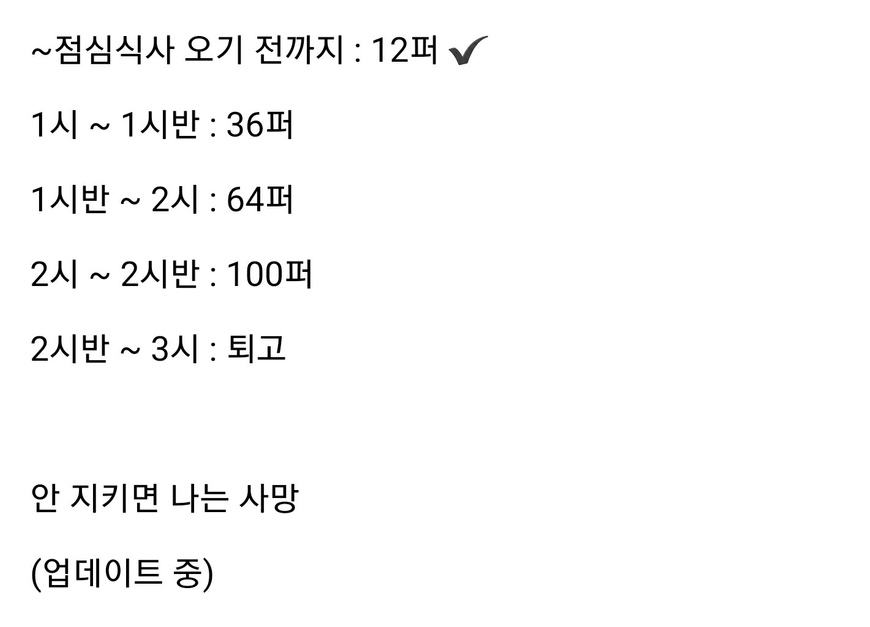 ~점심식사 오기 전까지 : 12퍼 ✔
1시 ~ 1시반 : 36퍼
1시반 ~ 2시 : 64퍼
2시 ~ 2시반 : 100퍼
2시반 ~ 3시 : 퇴고
안 지키면 나는 사망
(업데이트 중)